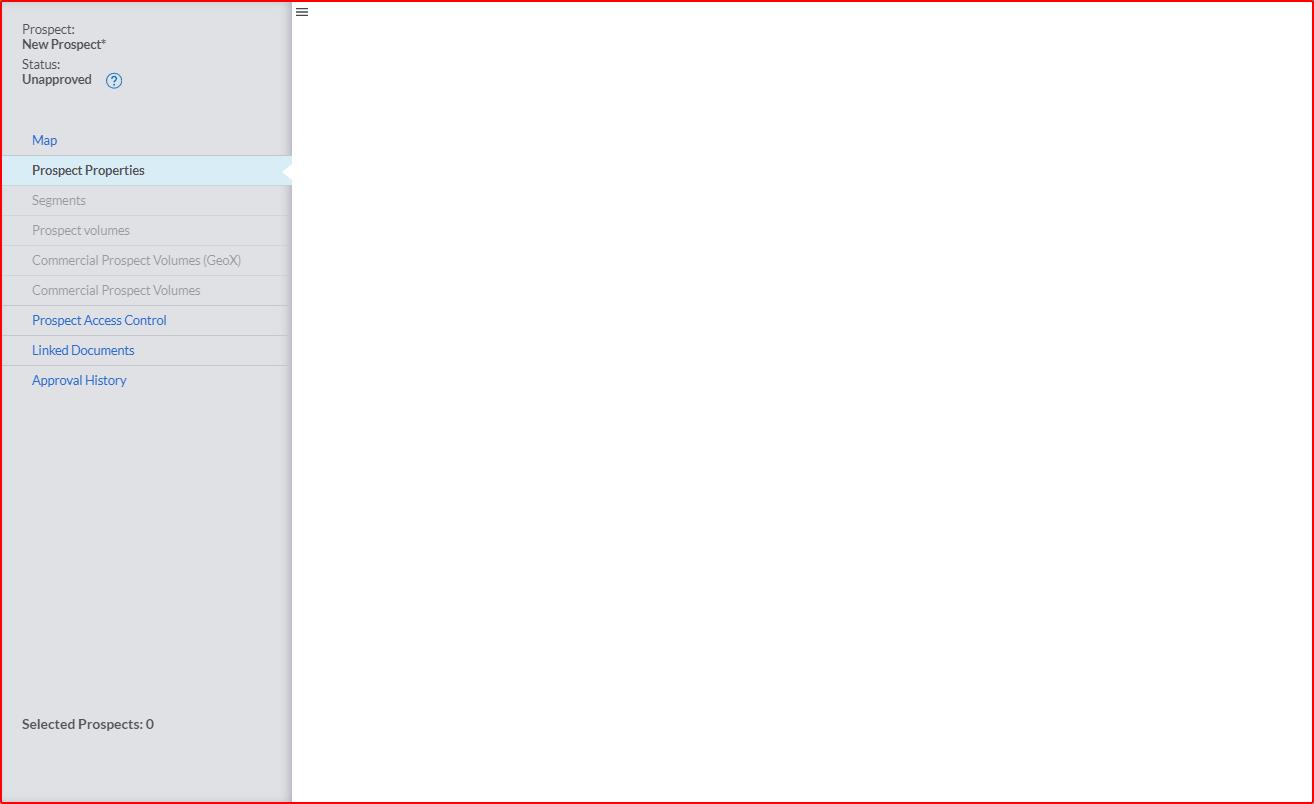 Prospect:
New Prospect*
Status:
Unapproved ?
Map
Prospect Properties
Segments
Prospect volumes
Commercial Prospect Volumes (GeoX)
Commercial Prospect Volumes
Prospect Access Control
Linked Documents
Approval History
Selected Prospects: 0